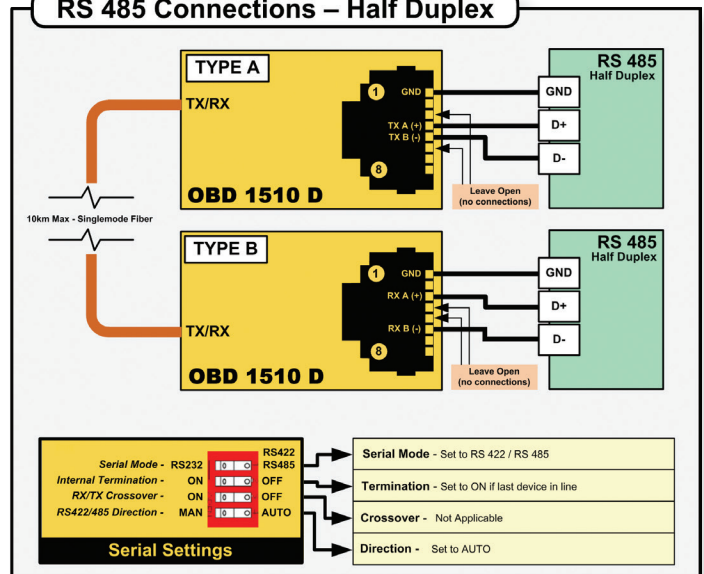 RS 485 Connections – Half Duplex
TYPE A
TX/RX
1
GND
TX A (+)
TX B (-)
8
OBD 1510 D
Leave Open
(no connections)
RS 485
Half Duplex
GND
D+
D-
10km Max - Singlemode Fiber
TYPE B
TX/RX
1
GND
RX A (+)
RX B (-)
8
OBD 1510 D
Leave Open
(no connections)
RS 485
Half Duplex
GND
D+
D-
RS422
Serial Mode - RS232 RS485
Internal Termination - ON OFF
RX/TX Crossover - ON OFF
RS422/485 Direction - MAN AUTO
Serial Settings
Serial Mode - Set to RS 422 / RS 485
Termination - Set to ON if last device in line
Crossover - Not Applicable
Direction - Set to AUTO